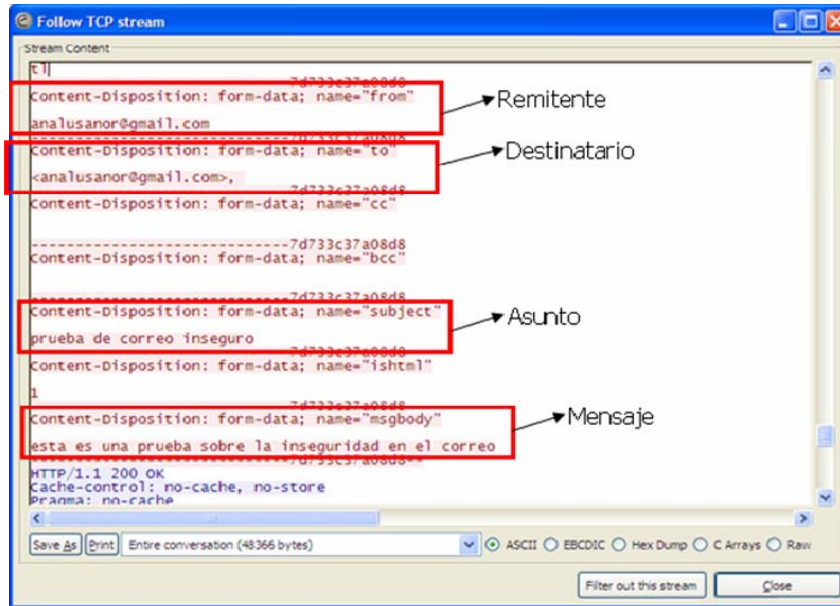 Follow TCP stream
Stream Content
tl
7d733c37a08d8
Content-Disposition: form-data; name="from"
Remitente
analusanor@gmail.com
-----------------------------7d733c37a08d8
Content-Disposition: form-data; name="to"
Destinatario
<analusanor@gmail.com>,
7d733c37a08d8
Content-Disposition: form-data; name="cc"
-----------------------------7d733c37a08d8
Content-Disposition: form-data; name="bcc"
-----------------------------7d733c37a08d8
Content-Disposition: form-data; name="subject"
Asunto
prueba de correo inseguro
7d733c37a08d8
Content-Disposition: form-data; name="ishtml"
1
7d733c37a08d8
Content-Disposition: form-data; name="msgbody"
Mensaje
esta es una prueba sobre la inseguridad en el correo
-----------------------------7d733c37a08d8--
HTTP/1.1 200 OK
Cache-control: no-cache, no-store
Pragma: no-cache
Save As Print Entire conversation (48366 bytes) ASCII EBCDIC Hex Dump C Arrays Raw
Filter out this stream Close